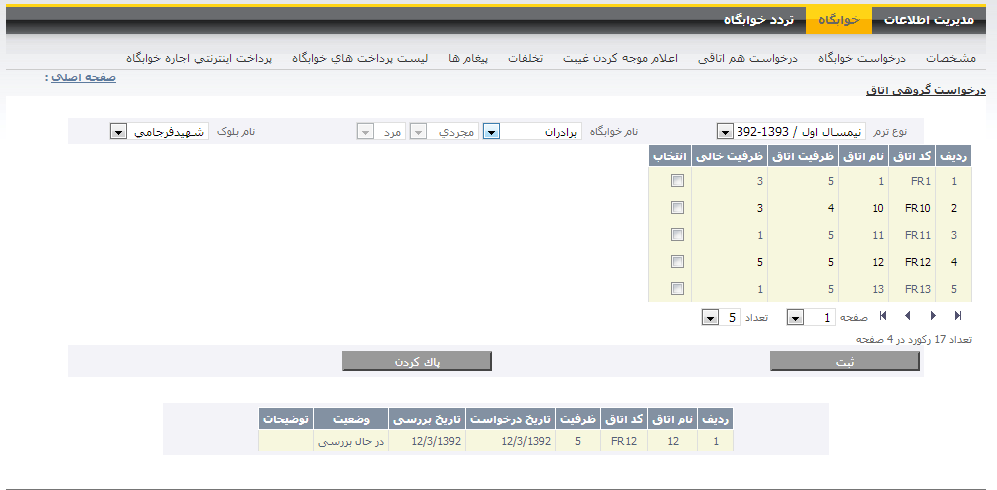 مدیریت اطلاعات خوابگاه تردد خوابگاه
مشخصات درخواست خوابگاه درخواست هم اتاقی اعلام موجه کردن غیبت تخلفات پیغام ها لیست پرداخت های خوابگاه پرداخت اینترنتی اجاره خوابگاه
صفحه اصلی :
درخواست گروهی اتاق
نوع ترم نیمسال اول / 1393-392 نام خوابگاه برادران مجردي مرد نام بلوک شهیدفرجامي
ردیف کد اتاق نام اتاق ظرفیت اتاق ظرفیت خالی انتخاب
1 FR1 1 5 3
2 FR10 10 4 3
3 FR11 11 5 1
4 FR12 12 5 5
5 FR13 13 5 1
صفحه 1 تعداد 5
تعداد 17 رکورد در 4 صفحه
ثبت پاك کردن
ردیف نام اتاق کد اتاق ظرفیت تاریخ درخواست تاریخ بررسی وضعیت توضیحات
1 12 FR12 5 12/3/1392 12/3/1392 در حال بررسی